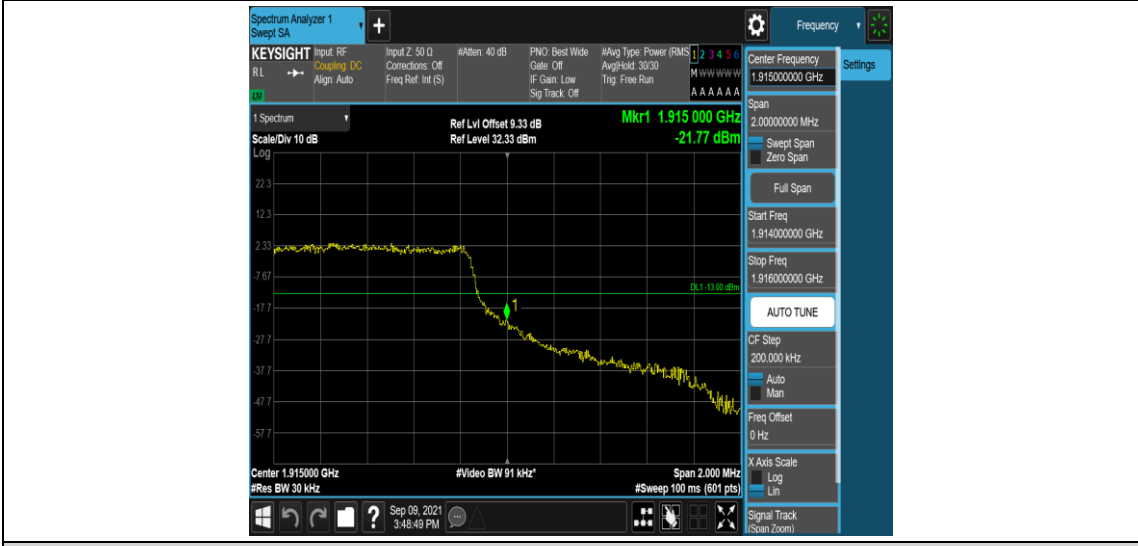 Spectrum Analyzer 1
Swept SA
+
Frequency
KEYSIGHT
RL
Input: RF
Coupling: DC
Align: Auto
Input Z: 50 Ω
Corrections: Off
Freq Ref: Int (S)
#Atten: 40 dB
PNO: Best Wide
Gate: Off
IF Gain: Low
Sig Track: Off
#Avg Type: Power (RMS
Avg|Hold: 30/30
Trig: Free Run
1 2 3 4 5 6
M W W W W W
A A A A A A
1 Spectrum
Scale/Div 10 dB
Log
Ref Lvl Offset 9.33 dB
Ref Level 32.33 dBm
Mkr1 1.915 000 GHz
-21.77 dBm
22.3
12.3
2.33
-7.67
-17.7
-27.7
-37.7
-47.7
-57.7
DL1 -13.00 dBm
1
Center 1.915000 GHz
#Res BW 30 kHz
#Video BW 91 kHz*
Span 2.000 MHz
#Sweep 100 ms (601 pts)
?
Sep 09, 2021
3:48:49 PM
Center Frequency
1.915000000 GHz
Span
2.00000000 MHz
Swept Span
Zero Span
Full Span
Start Freq
1.914000000 GHz
Stop Freq
1.916000000 GHz
AUTO TUNE
CF Step
200.000 kHz
Auto
Man
Freq Offset
0 Hz
X Axis Scale
Log
Lin
Signal Track
(Span Zoom)
Settings